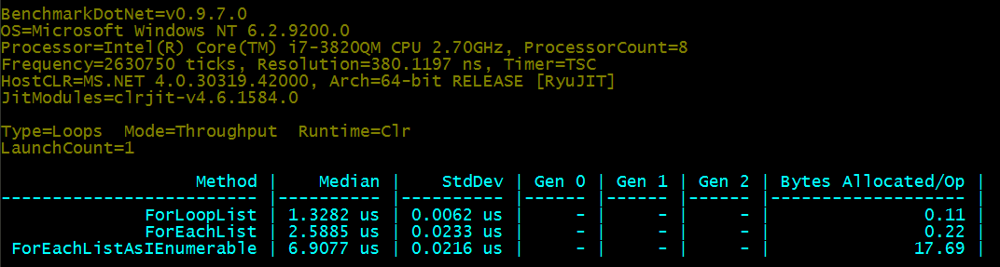 BenchmarkDotNet=v0.9.7.0
OS=Microsoft Windows NT 6.2.9200.0
Processor=Intel(R) Core(TM) i7-3820QM CPU 2.70GHz, ProcessorCount=8
Frequency=2630750 ticks, Resolution=380.1197 ns, Timer=TSC
HostCLR=MS.NET 4.0.30319.42000, Arch=64-bit RELEASE [RyuJIT]
JitModules=clrjit-v4.6.1584.0
Type=Loops  Mode=Throughput  Runtime=Clr
LaunchCount=1
                   Method |    Median |    StdDev | Gen 0 | Gen 1 | Gen 2 | Bytes Allocated/Op |
------------------------- |---------- |---------- |------ |------ |------ |------------------- |
              ForLoopList | 1.3282 us | 0.0062 us |     - |     - |     - |               0.11 |
              ForEachList | 2.5885 us | 0.0233 us |     - |     - |     - |               0.22 |
 ForEachListAsIEnumerable | 6.9077 us | 0.0216 us |     - |     - |     - |              17.69 |